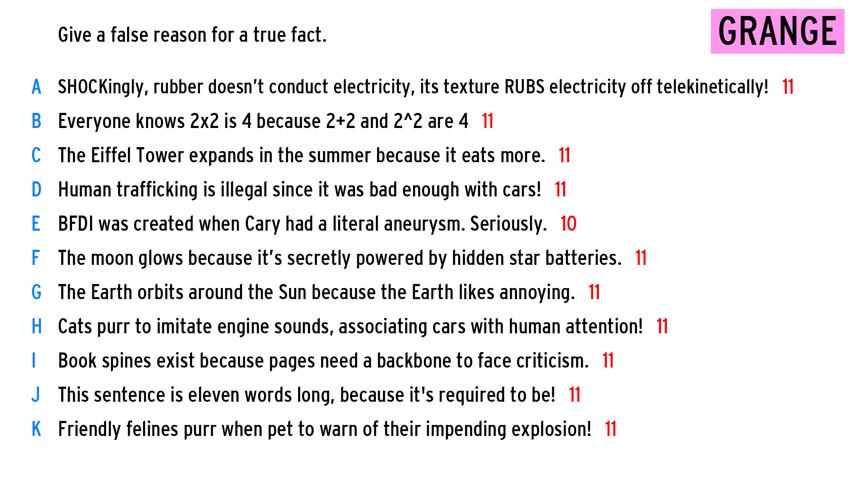 Give a false reason for a true fact.
GRANGE
A SHOCKingly, rubber doesn't conduct electricity, its texture RUBS electricity off telekinetically! 11
B Everyone knows 2x2 is 4 because 2+2 and 2^2 are 4 11
C The Eiffel Tower expands in the summer because it eats more. 11
D Human trafficking is illegal since it was bad enough with cars! 11
E BFDI was created when Cary had a literal aneurysm. Seriously. 10
F The moon glows because it's secretly powered by hidden star batteries. 11
G The Earth orbits around the Sun because the Earth likes annoying. 11
H Cats purr to imitate engine sounds, associating cars with human attention! 11
I Book spines exist because pages need a backbone to face criticism. 11
J This sentence is eleven words long, because it's required to be! 11
K Friendly felines purr when pet to warn of their impending explosion! 11